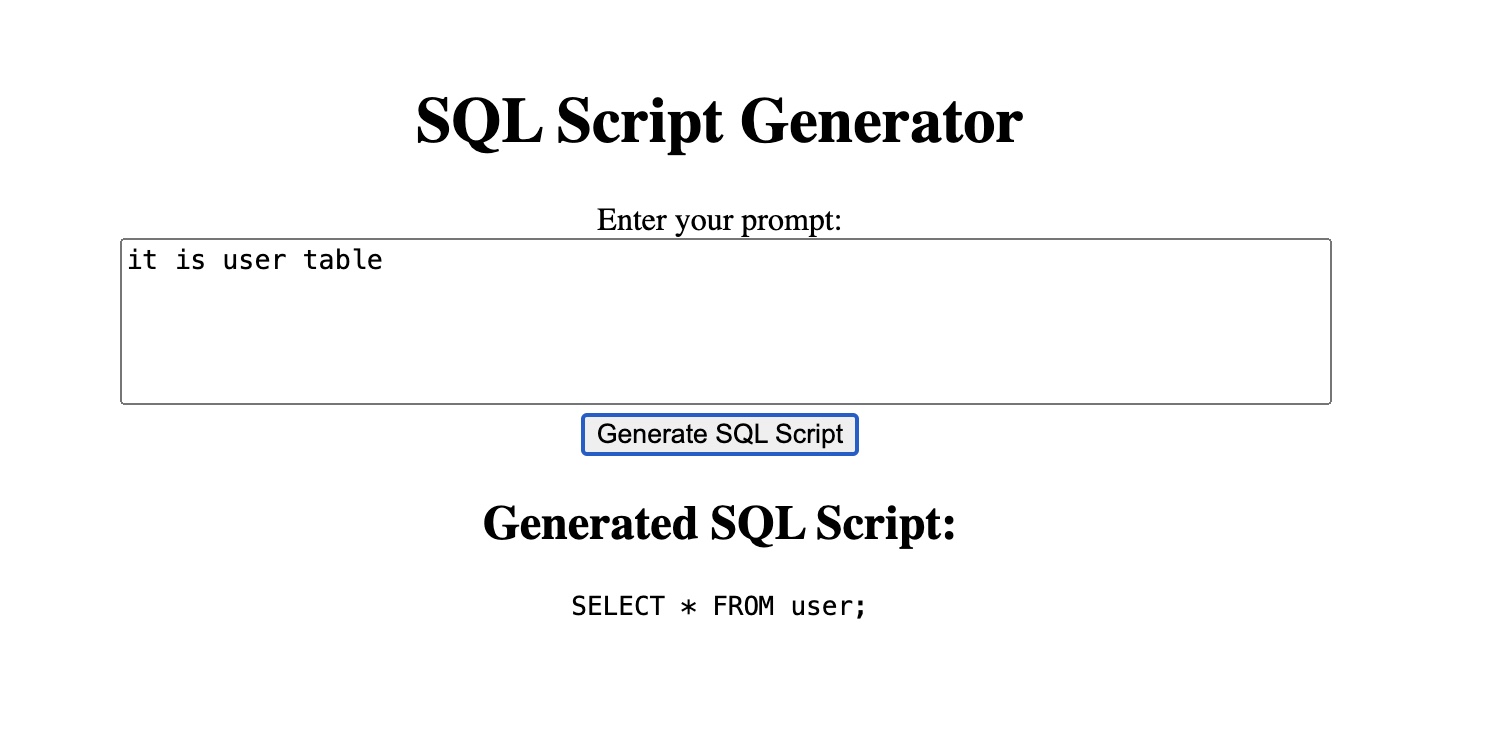 SQL Script Generator
Enter your prompt:
it is user table
Generate SQL Script
Generated SQL Script:
SELECT * FROM user;